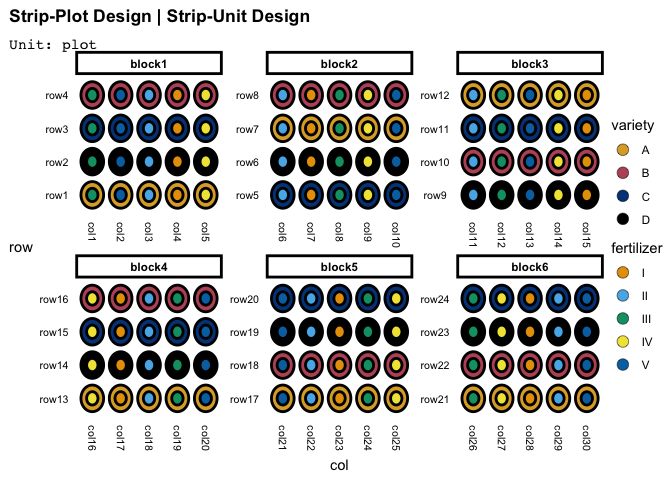 Strip-Plot Design | Strip-Unit Design
Unit: plot
block1 block2 block3
row4 row8 row12
row3 row7 row11
row2 row6 row10
row1 row5 row9
col1 col2 col3 col4 col5 col6 col7 col8 col9 col10 col11 col12 col13 col14 col15
row
block4 block5 block6
row16 row20 row24
row15 row19 row23
row14 row18 row22
row13 row17 row21
col16 col17 col18 col19 col20 col21 col22 col23 col24 col25 col26 col27 col28 col29 col30
col
variety
A
B
C
D
fertilizer
I
II
III
IV
V